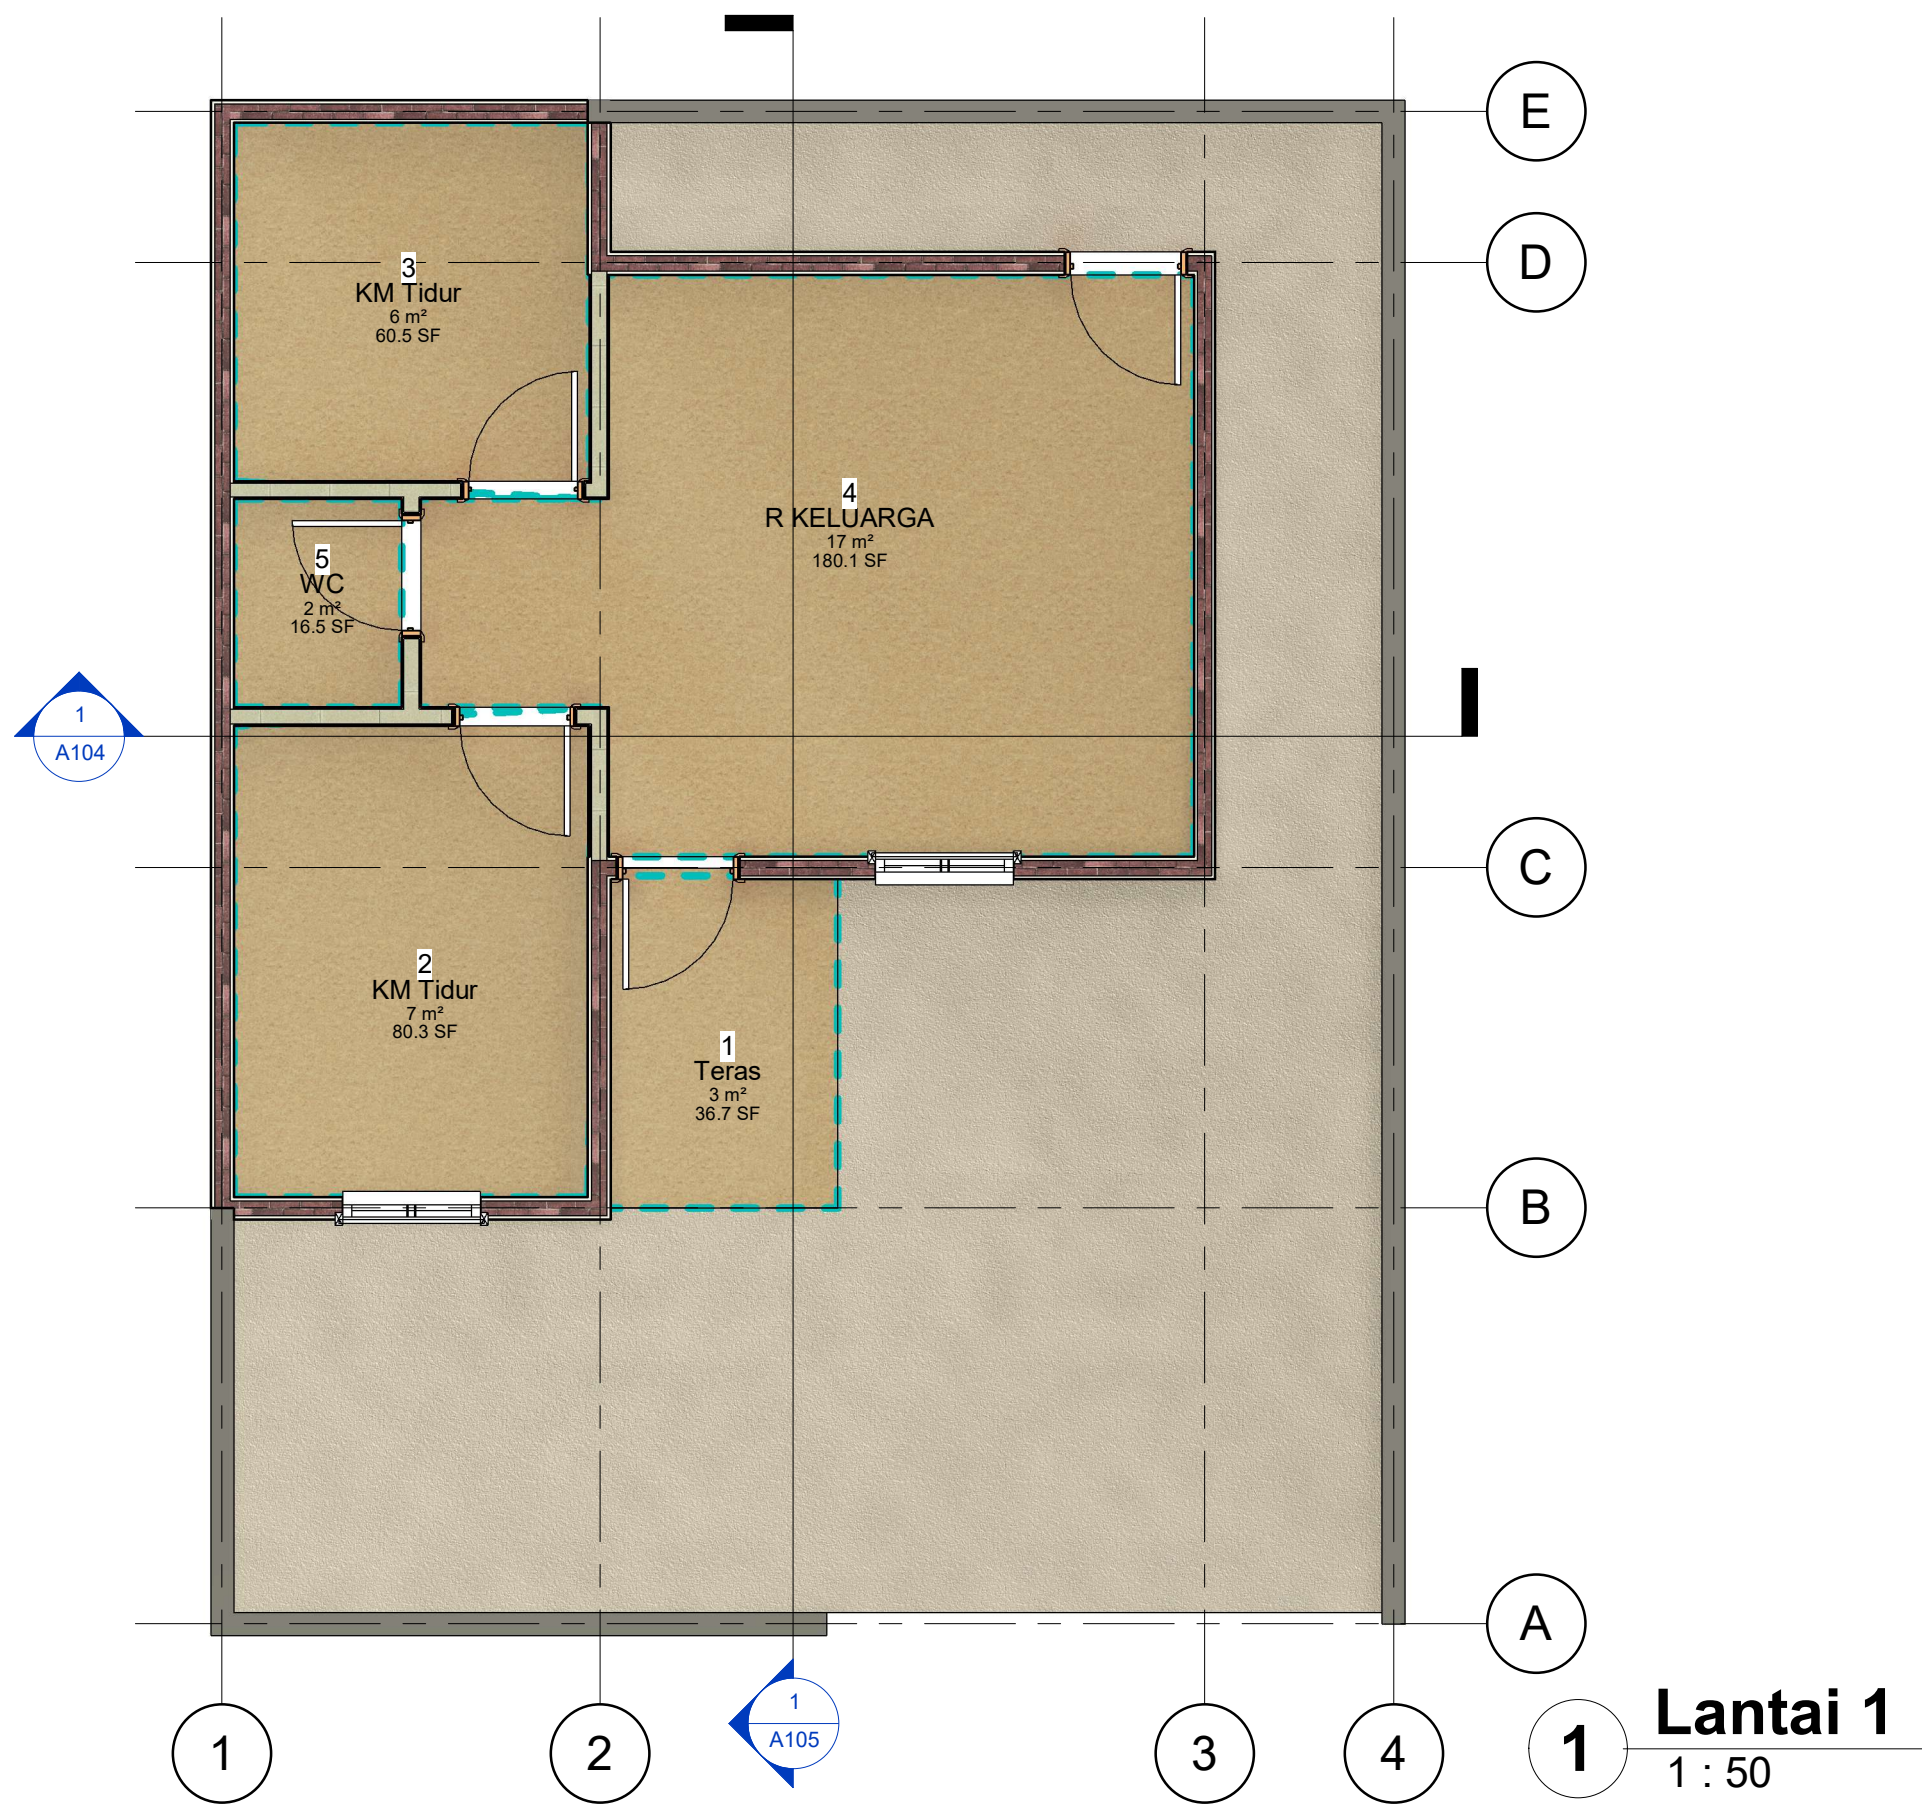 E
D
3
KM Tidur
6 m²
60.5 SF
4
R KELUARGA
17 m²
180.1 SF
5
WC
2 m²
16.5 SF
1
A104
C
2
KM Tidur
7 m²
80.3 SF
1
Teras
3 m²
36.7 SF
B
A
1
2
1
A105
3
4
1
Lantai 1
1 : 50